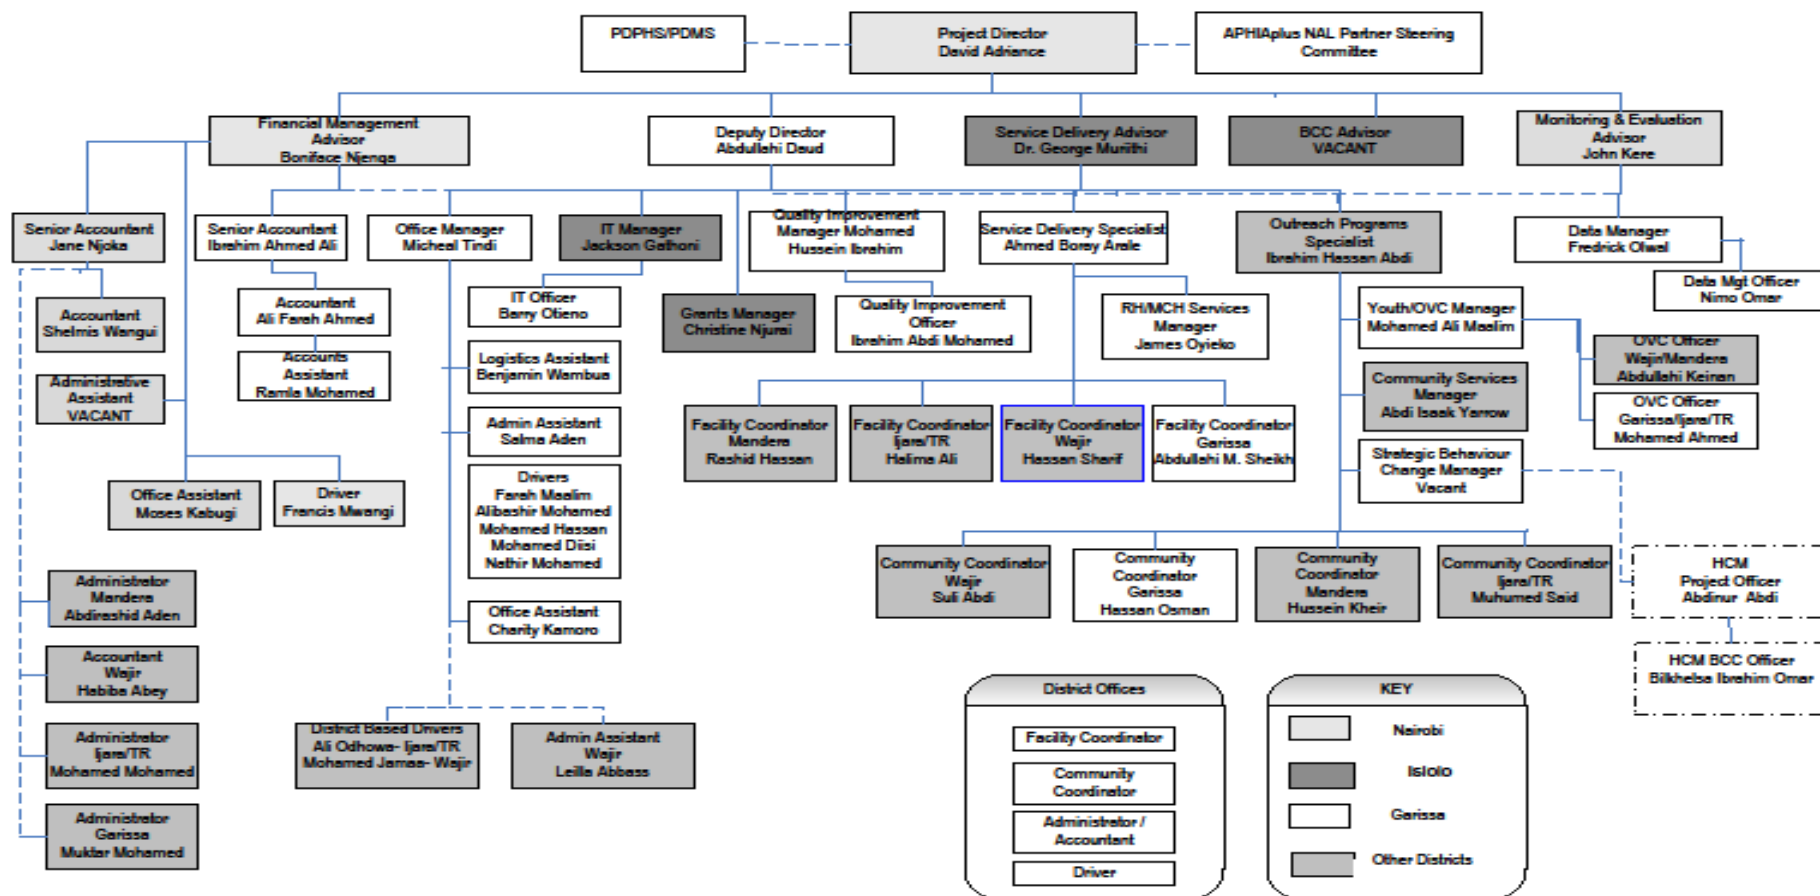 PDPHS/PDMS
Project Director
David Adriance
APHIAplus NAL Partner Steering
Committee
Financial Management
Advisor
Boniface Njenga
Deputy Director
Abdullahi Daud
Service Delivery Advisor
Dr. George Muriithi
BCC Advisor
VACANT
Monitoring & Evaluation
Advisor
John Kere
Senior Accountant
Jane Njoka
Senior Accountant
Ibrahim Ahmed Ali
Office Manager
Micheal Tindi
IT Manager
Jackson Gathoni
Quality Improvement
Manager Mohamed
Hussein Ibrahim
Service Delivery Specialist
Ahmed Boray Arale
Outreach Programs
Specialist
Ibrahim Hassan Abdi
Data Manager
Fredrick Olwal
Data Mgt Officer
Nimo Omar
Accountant
Shelmis Wangui
Accountant
Ali Farah Ahmed
IT Officer
Barry Otieno
Grants Manager
Christine Njurai
Quality Improvement
Officer
Ibrahim Abdi Mohamed
RH/MCH Services
Manager
James Oyieko
Youth/OVC Manager
Mohamed Ali Maalim
OVC Officer
Wajir/Mandera
Abdullahi Keinan
Administrative
Assistant
VACANT
Accounts
Assistant
Ramla Mohamed
Logistics Assistant
Benjamin Wambua
Community Services
Manager
Abdi Isaak Yarrow
OVC Officer
Garissa/Ijara/TR
Mohamed Ahmed
Admin Assistant
Salma Aden
Facility Coordinator
Mandera
Rashid Hassan
Facility Coordinator
Ijara/TR
Halima Ali
Facility Coordinator
Wajir
Hassan Sharif
Facility Coordinator
Garissa
Abdullahi M. Sheikh
Strategic Behaviour
Change Manager
Vacant
Office Assistant
Moses Kabugi
Driver
Francis Mwangi
Drivers
Farah Maalim
Alibashir Mohamed
Mohamed Hassan
Mohamed Diisi
Nathir Mohamed
Community Coordinator
Wajir
Suli Abdi
Community
Coordinator
Garissa
Hassan Osman
Community
Coordinator
Mandera
Hussein Kheir
Community Coordinator
Ijara/TR
Muhumed Said
HCM
Project Officer
Abdinur Abdi
Administrator
Mandera
Abdirashid Aden
Office Assistant
Charity Kamoro
HCM BCC Officer
Bilkhelsa Ibrahim Omar
Accountant
Wajir
Habiba Abey
Administrator
Ijara/TR
Mohamed Mohamed
District Based Drivers
Ali Odhowa- Ijara/TR
Mohamed Jamaa- Wajir
Admin Assistant
Wajir
Leilla Abbass
Administrator
Garissa
Muktar Mohamed
District Offices
Facility Coordinator
Community
Coordinator
Administrator /
Accountant
Driver
KEY
Nairobi
Isiolo
Garissa
Other Districts